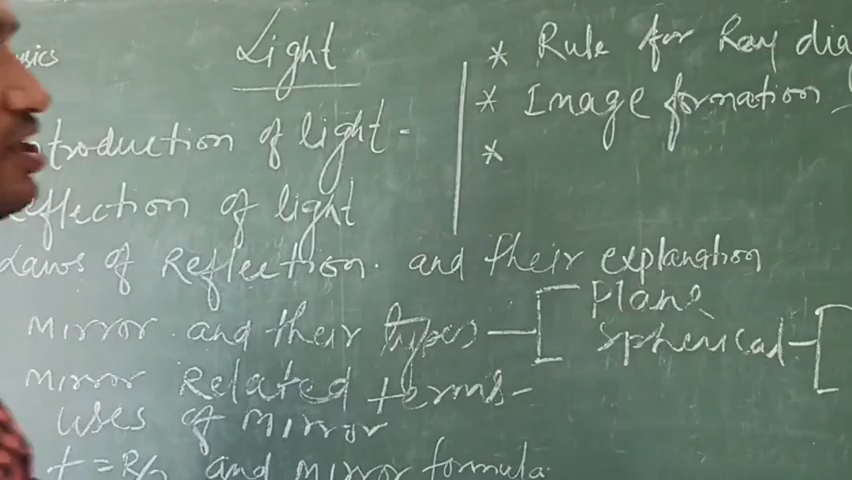 Light
troduction of light -
eflection of light
Laws of Reflection. and their explanation
Mirror and their types
Plane
Spherical
Mirror Related terms -
Uses of Mirror
and mirror formula
* Rule for Ray dia
* Image formation
*